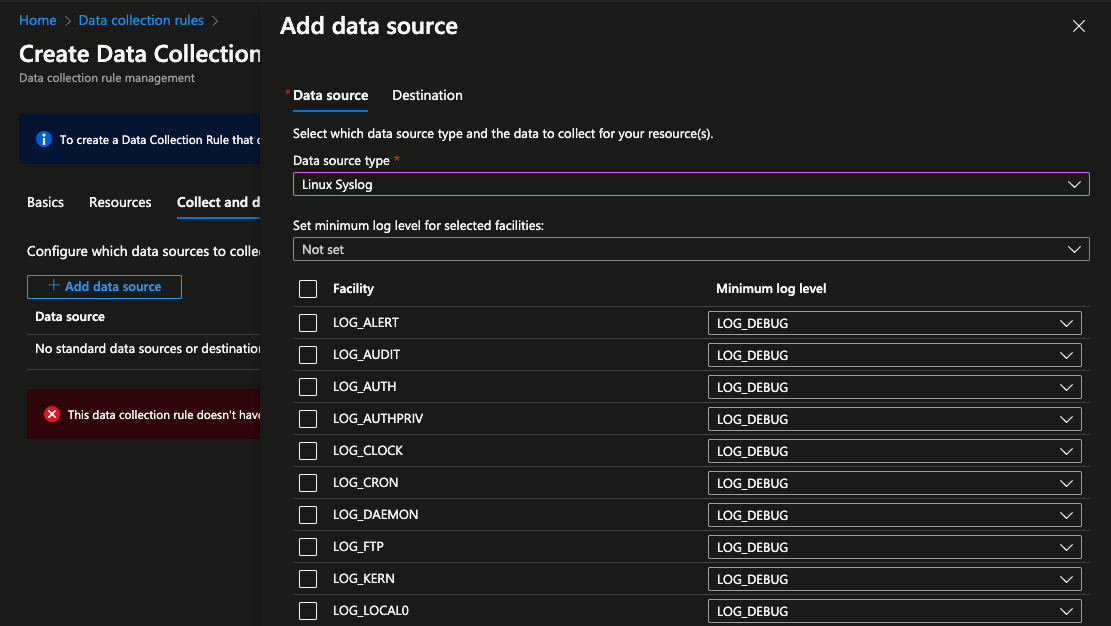 Home > Data collection rules >
Create Data Collection
Data collection rule management
To create a Data Collection Rule that
Basics
Resources
Collect and d
Configure which data sources to colle
+ Add data source
Data source
No standard data sources or destination
This data collection rule doesn't have
Add data source
* Data source
Destination
Select which data source type and the data to collect for your resource(s).
Data source type *
Linux Syslog
Set minimum log level for selected facilities:
Not set
Facility Minimum log level
LOG_ALERT LOG_DEBUG
LOG_AUDIT LOG_DEBUG
LOG_AUTH LOG_DEBUG
LOG_AUTHPRIV LOG_DEBUG
LOG_CLOCK LOG_DEBUG
LOG_CRON LOG_DEBUG
LOG_DAEMON LOG_DEBUG
LOG_FTP LOG_DEBUG
LOG_KERN LOG_DEBUG
LOG_LOCAL0 LOG_DEBUG